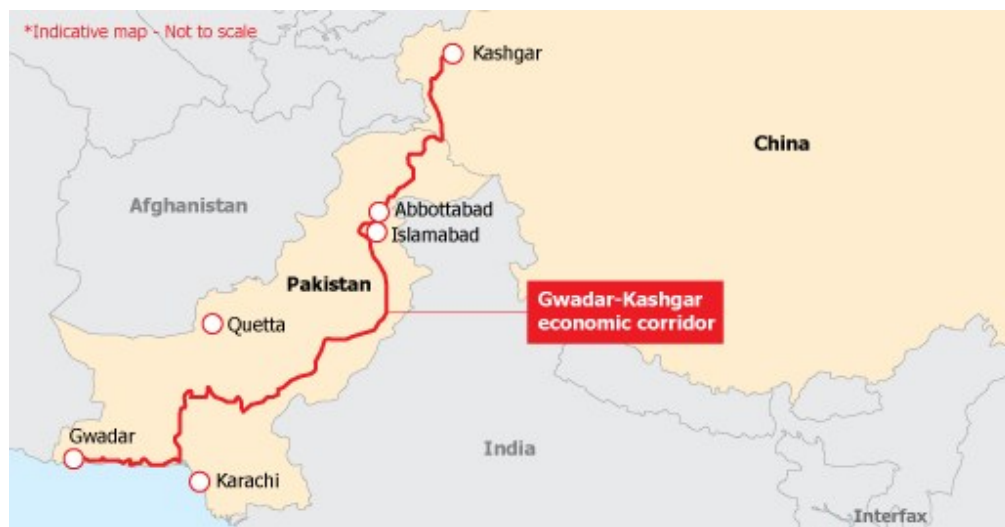 *Indicative map - Not to scale
Kashgar
China
Afghanistan
Abbottabad
Islamabad
Pakistan
Gwadar-Kashgar
economic corridor
Quetta
Gwadar
India
Karachi
Interfax